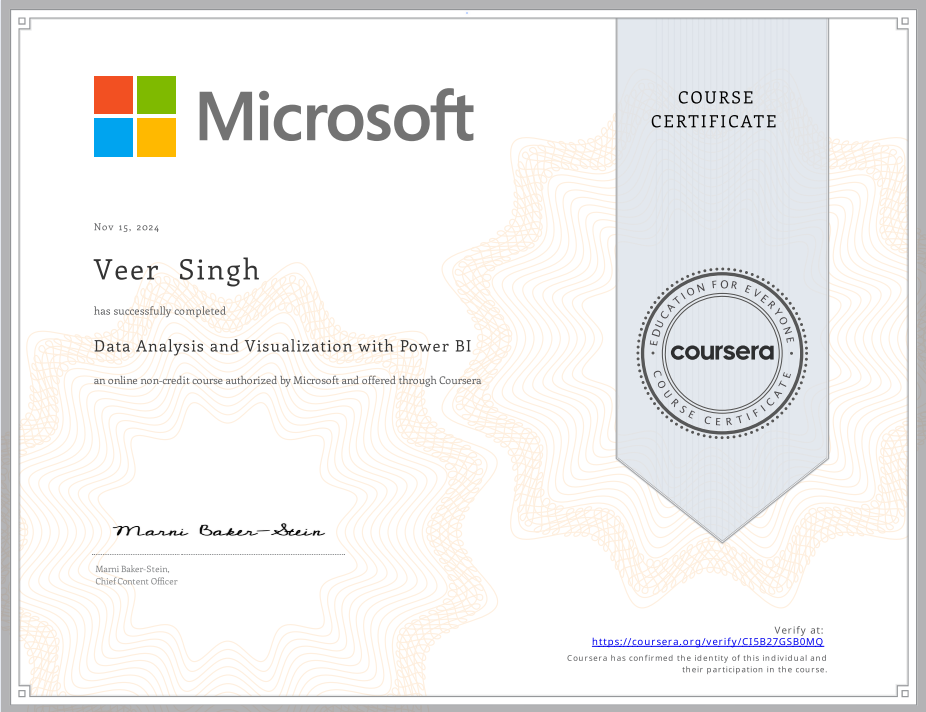 Microsoft
COURSE
CERTIFICATE
Nov 15, 2024
Veer Singh
has successfully completed
Data Analysis and Visualization with Power BI
an online non-credit course authorized by Microsoft and offered through Coursera
EDUCATION FOR EVERYONE
coursera
COURSE CERTIFICATE
Marni Baker-Stein
Marni Baker-Stein,
Chief Content Officer
Verify at:
https://coursera.org/verify/CI5B27GSB0MQ
Coursera has confirmed the identity of this individual and
their participation in the course.